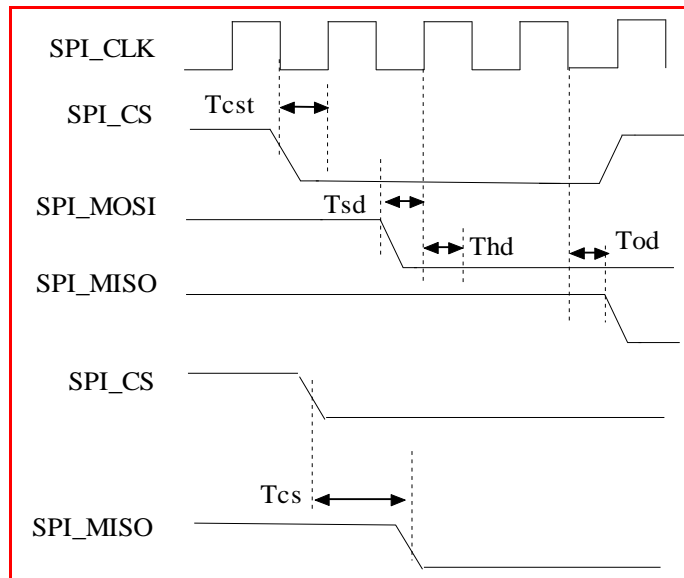 SPI_CLK
Tcst
SPI_CS
Tsd
SPI_MOSI
Thd
Tod
SPI_MISO
SPI_CS
Tcs
SPI_MISO